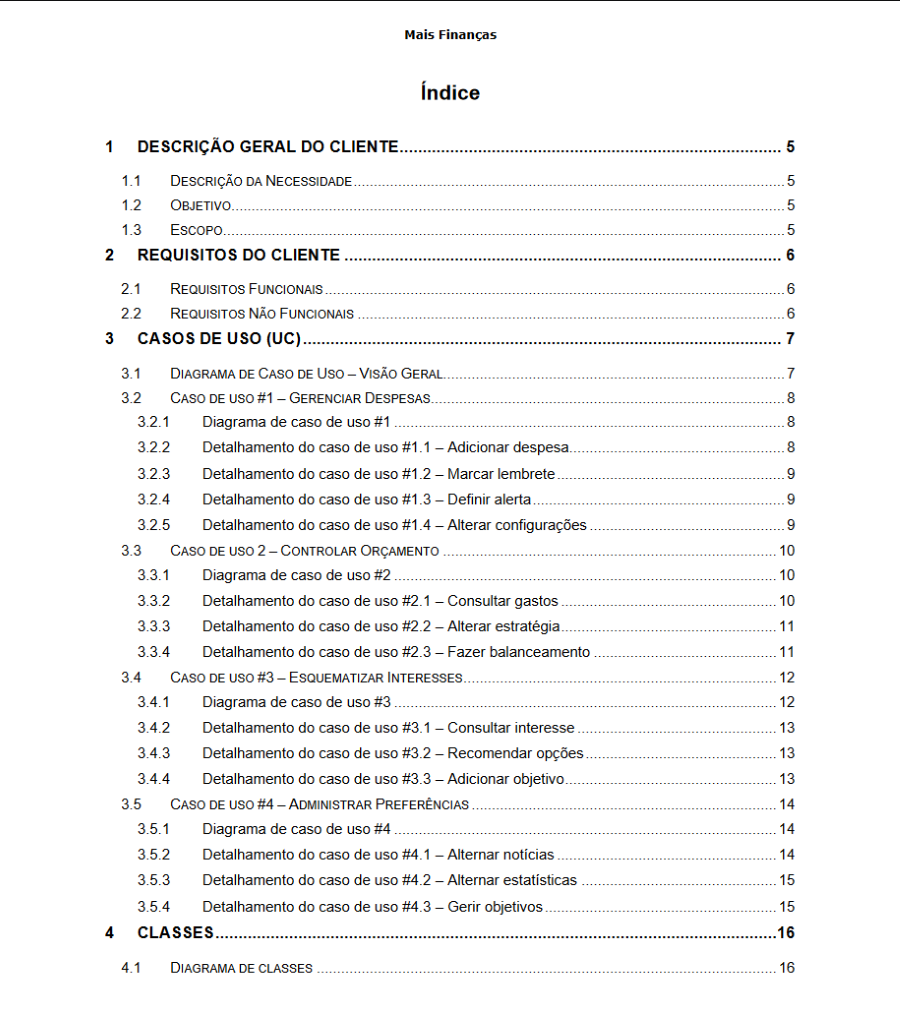 Mais Finanças
Índice
1 DESCRIÇÃO GERAL DO CLIENTE.......... 5
1.1 DESCRIÇÃO DA NECESSIDADE.......... 5
1.2 OBJETIVO.......... 5
1.3 ESCOPO.......... 5
2 REQUISITOS DO CLIENTE .......... 6
2.1 REQUISITOS FUNCIONAIS.......... 6
2.2 REQUISITOS NÃO FUNCIONAIS .......... 6
3 CASOS DE USO (UC).......... 7
3.1 DIAGRAMA DE CASO DE USO – VISÃO GERAL.......... 7
3.2 CASO DE USO #1 – GERENCIAR DESPESAS.......... 8
3.2.1 Diagrama de caso de uso #1 .......... 8
3.2.2 Detalhamento do caso de uso #1.1 – Adicionar despesa.......... 8
3.2.3 Detalhamento do caso de uso #1.2 – Marcar lembrete.......... 9
3.2.4 Detalhamento do caso de uso #1.3 – Definir alerta.......... 9
3.2.5 Detalhamento do caso de uso #1.4 – Alterar configurações .......... 9
3.3 CASO DE USO 2 – CONTROLAR ORÇAMENTO .......... 10
3.3.1 Diagrama de caso de uso #2 .......... 10
3.3.2 Detalhamento do caso de uso #2.1 – Consultar gastos .......... 10
3.3.3 Detalhamento do caso de uso #2.2 – Alterar estratégia.......... 11
3.3.4 Detalhamento do caso de uso #2.3 – Fazer balanceamento .......... 11
3.4 CASO DE USO #3 – ESQUEMATIZAR INTERESSES.......... 12
3.4.1 Diagrama de caso de uso #3 .......... 12
3.4.2 Detalhamento do caso de uso #3.1 – Consultar interesse .......... 13
3.4.3 Detalhamento do caso de uso #3.2 – Recomendar opções.......... 13
3.4.4 Detalhamento do caso de uso #3.3 – Adicionar objetivo.......... 13
3.5 CASO DE USO #4 – ADMINISTRAR PREFERÊNCIAS .......... 14
3.5.1 Diagrama de caso de uso #4 .......... 14
3.5.2 Detalhamento do caso de uso #4.1 – Alternar notícias .......... 14
3.5.3 Detalhamento do caso de uso #4.2 – Alternar estatísticas .......... 15
3.5.4 Detalhamento do caso de uso #4.3 – Gerir objetivos.......... 15
4 CLASSES..........16
4.1 DIAGRAMA DE CLASSES .......... 16